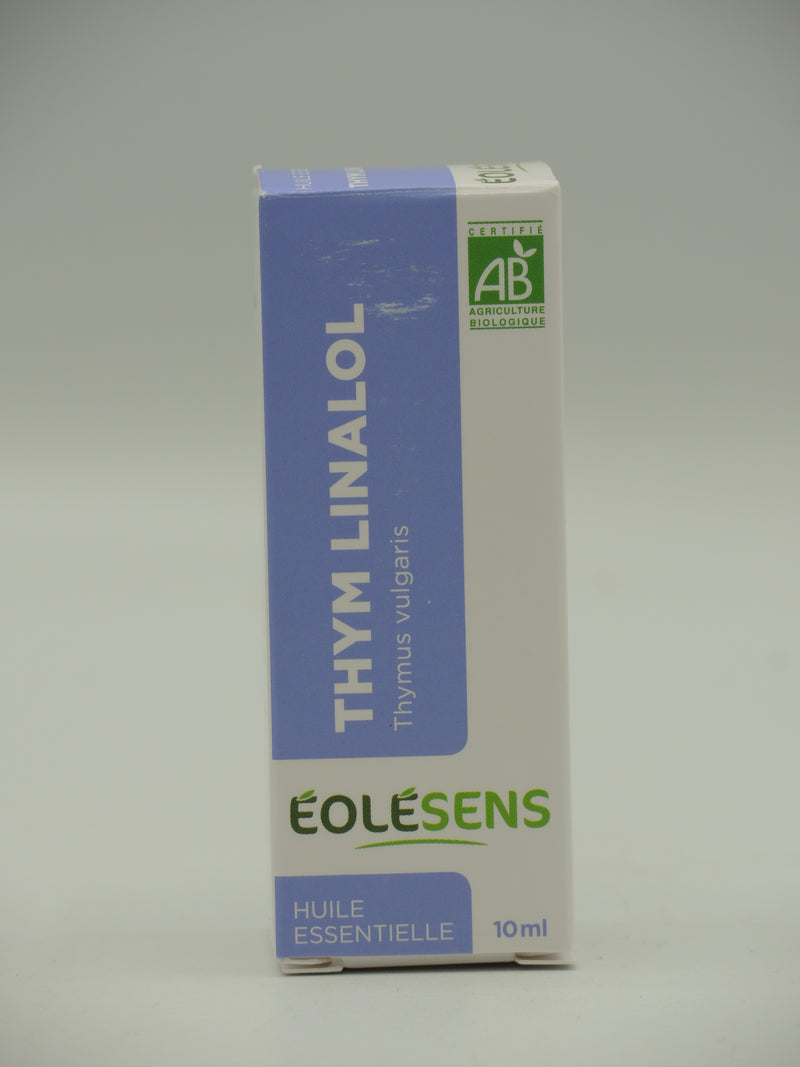 THYM LINALOL
Thymus vulgaris
CERTIFIÉ
AB
AGRICULTURE
BIOLOGIQUE
ÉOLÉSENS
HUILE
ESSENTIELLE
10ml